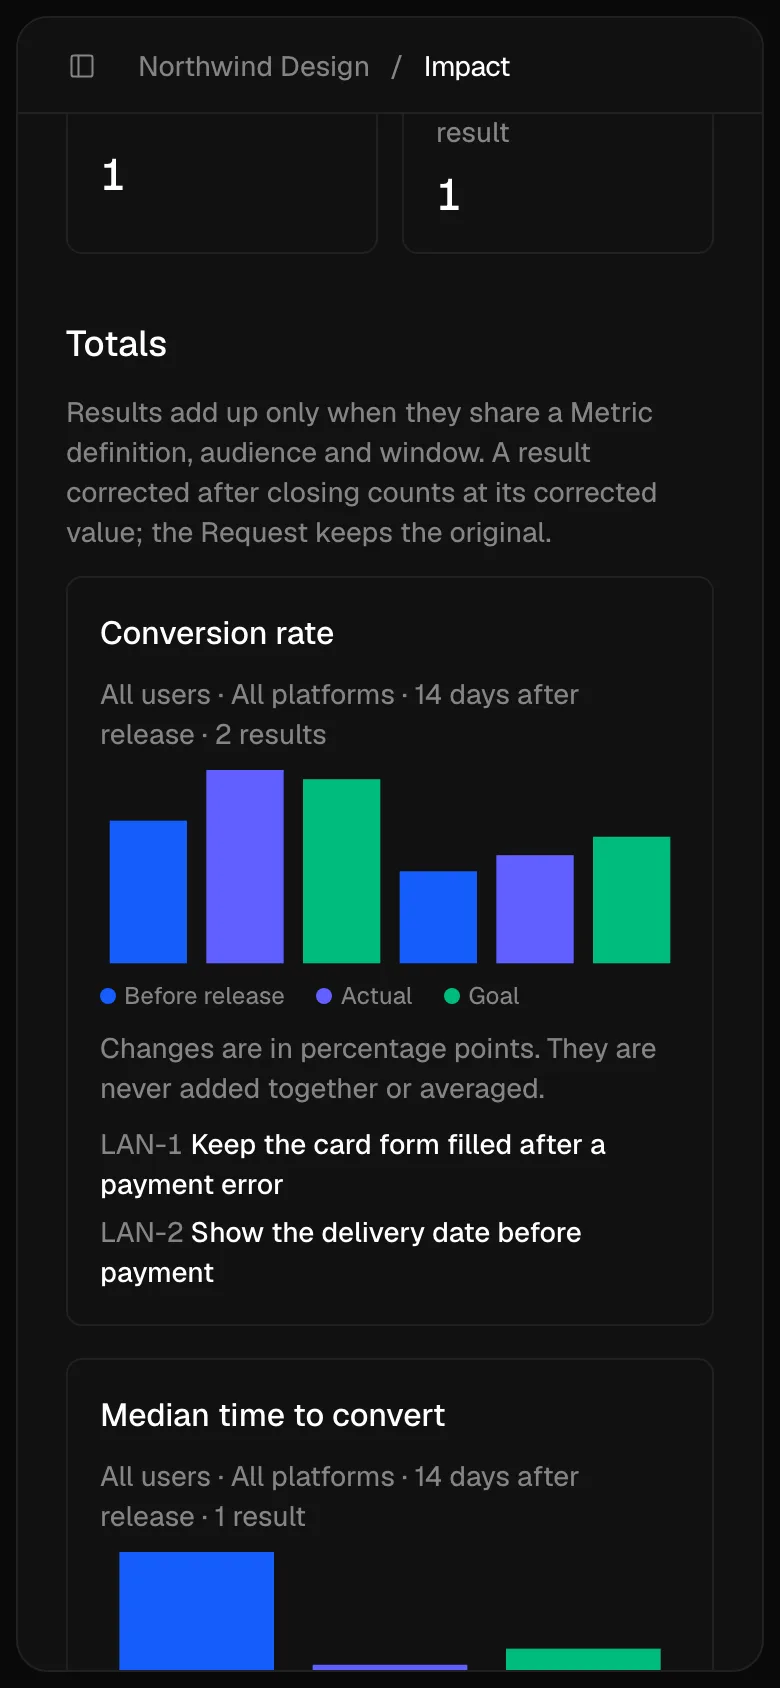 Northwind Design / Impact
1
result
1
Totals
Results add up only when they share a Metric
definition, audience and window. A result
corrected after closing counts at its corrected
value; the Request keeps the original.
Conversion rate
All users · All platforms · 14 days after
release · 2 results
Before release Actual Goal
Changes are in percentage points. They are
never added together or averaged.
LAN-1 Keep the card form filled after a
payment error
LAN-2 Show the delivery date before
payment
Median time to convert
All users · All platforms · 14 days after
release · 1 result